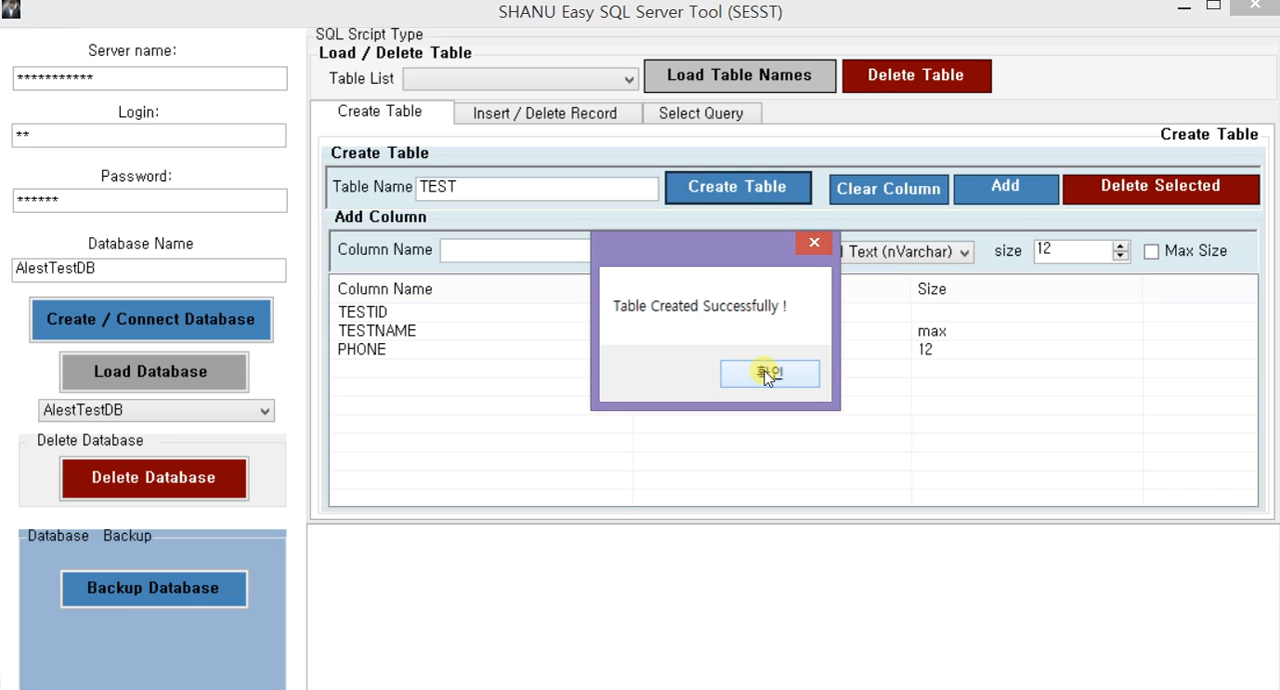 SHANU Easy SQL Server Tool (SESST)
Server name:
***********
Login:
**
Password:
******
Database Name
AlestTestDB
Create / Connect Database
Load Database
AlestTestDB
Delete Database
Delete Database
Database Backup
Backup Database
SQL Srcipt Type
Load / Delete Table
Table List
Load Table Names
Delete Table
Create Table
Insert / Delete Record
Select Query
Create Table
Create Table
Table Name TEST
Create Table
Clear Column
Add
Delete Selected
Add Column
Column Name
Text (nVarchar)
size 12
Max Size
Column Name Size
TESTID
TESTNAME max
PHONE 12
Table Created Successfully !
확인